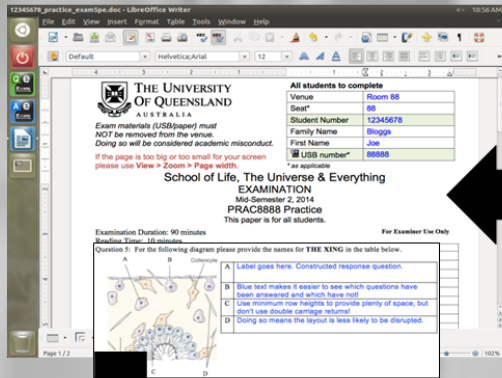 12345678_practice_examSpe.doc - LibreOffice Writer
10:56 AM
File Edit View Insert Format Table Tools Window Help
Default
Helvetica;Arial
12
THE UNIVERSITY
OF QUEENSLAND
AUSTRALIA
Exam materials (USB/paper) must
NOT be removed from the venue.
Doing so will be considered academic misconduct.
If the page is too big or too small for your screen
please use View > Zoom > Page width.
All students to complete
Venue Room 88
Seat* 88
Student Number 12345678
Family Name Bloggs
First Name Joe
USB number* 88888
* as applicable
School of Life, The Universe & Everything
EXAMINATION
Mid-Semester 2, 2014
PRAC8888 Practice
This paper is for all students.
Examination Duration: 90 minutes
For Examiner Use Only
Reading Time: 10 minutes
Question 5: For the following diagram please provide the names for THE XING in the table below.
A B Collenocyte
C D
A Label goes here. Constructed response question.
B Blue text makes it easier to see which questions have
been answered and which have not!
C Use minimum row heights to provide plenty of space, but
don't use double carriage returns!
D Doing so means the layout is less likely to be disrupted.
Page 1 / 2
102%